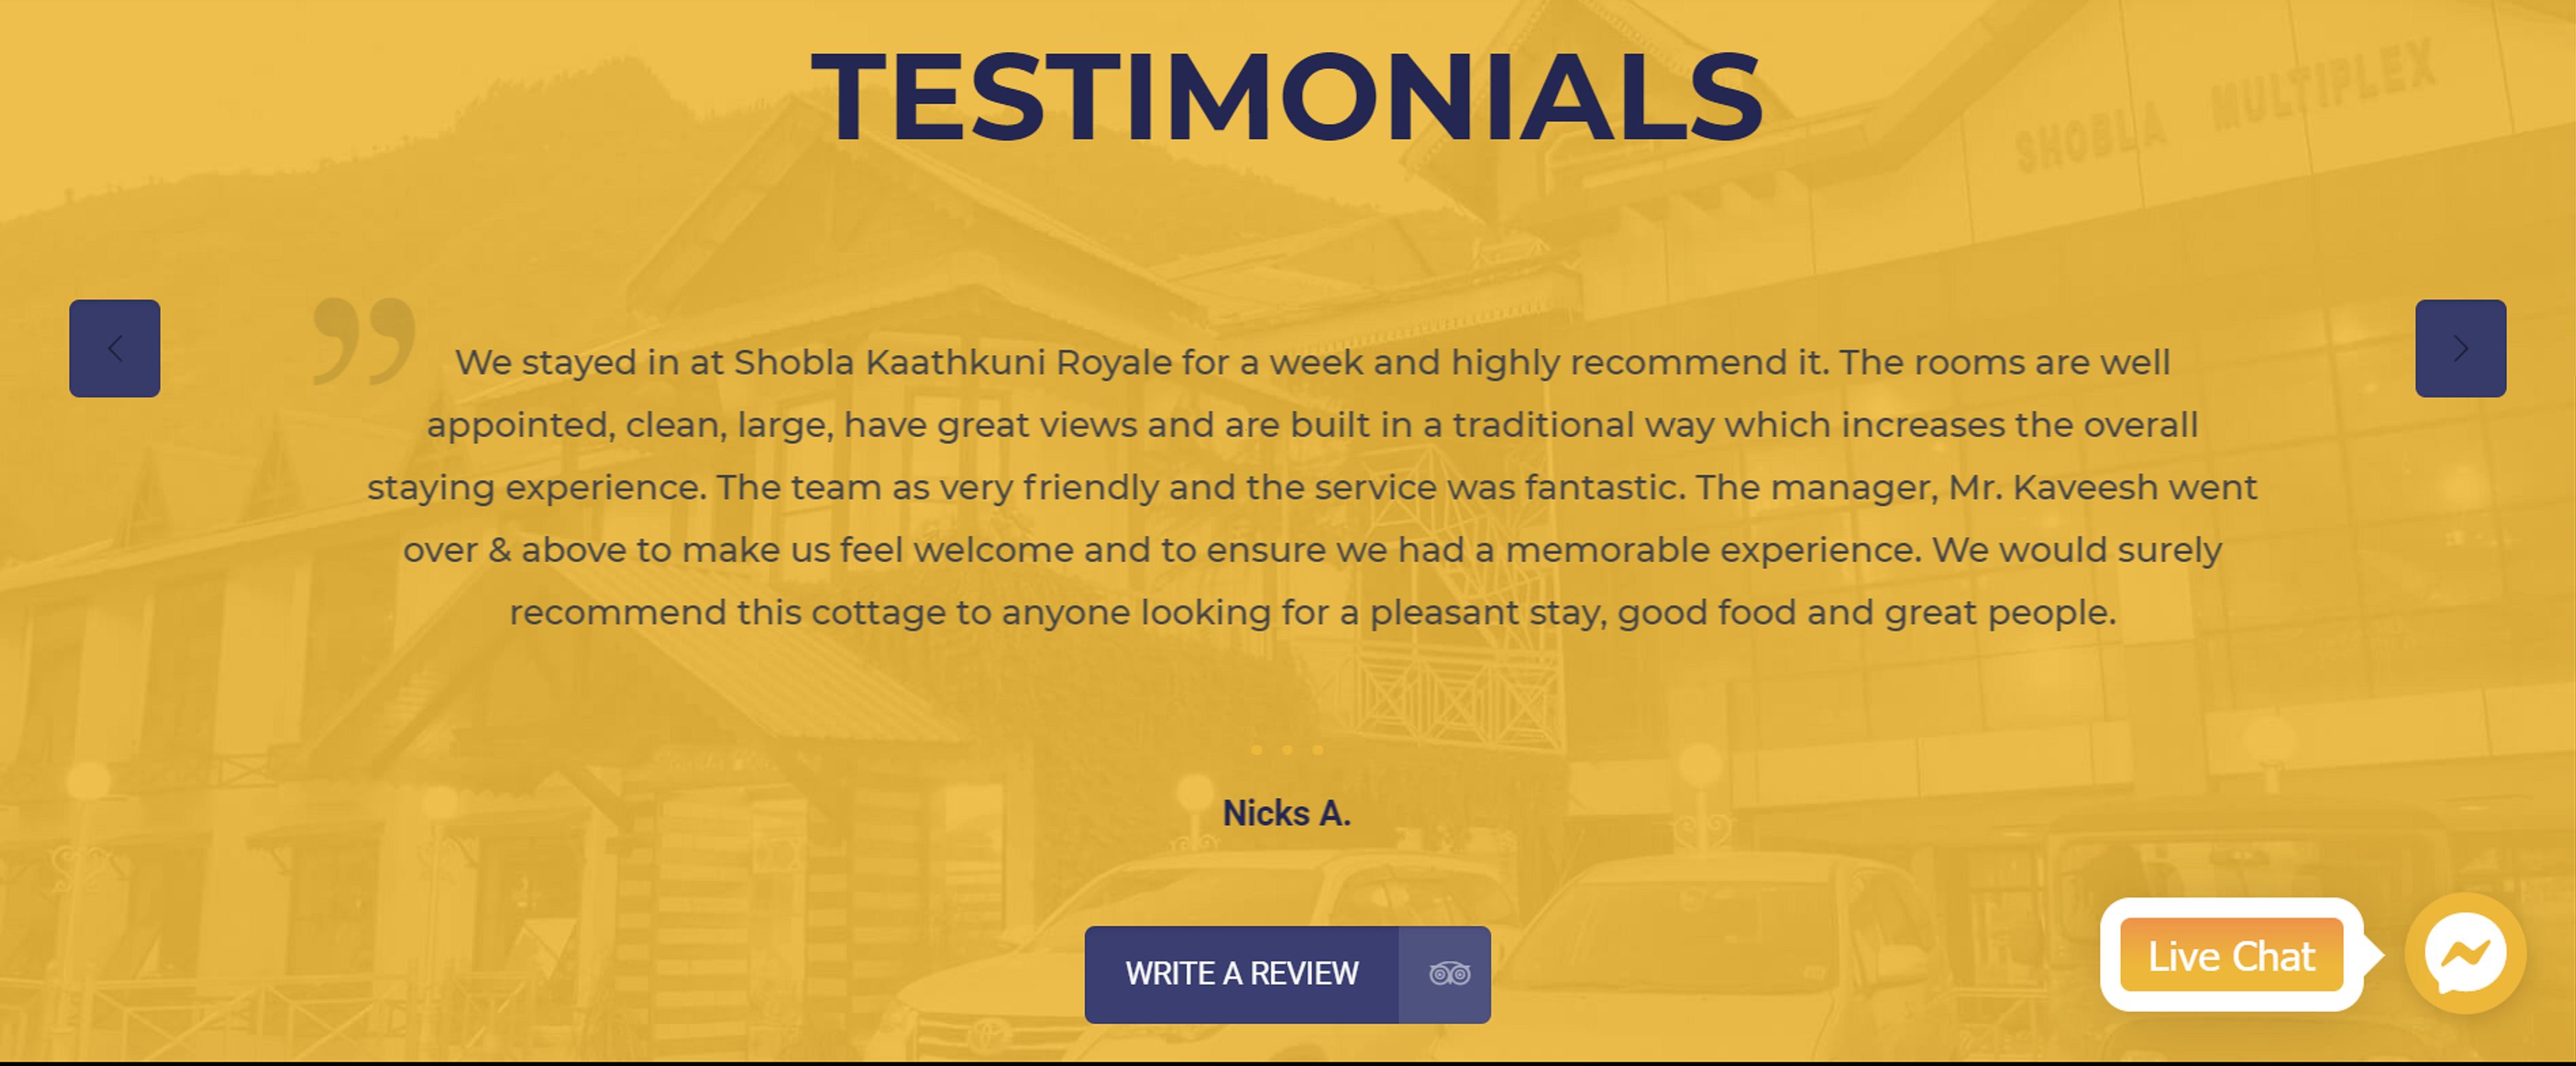 TESTIMONIALS
SHOBLA MULTIPLEX
”
We stayed in at Shobla Kaathkuni Royale for a week and highly recommend it. The rooms are well
appointed, clean, large, have great views and are built in a traditional way which increases the overall
staying experience. The team as very friendly and the service was fantastic. The manager, Mr. Kaveesh went
over & above to make us feel welcome and to ensure we had a memorable experience. We would surely
recommend this cottage to anyone looking for a pleasant stay, good food and great people.
Nicks A.
WRITE A REVIEW
Live Chat